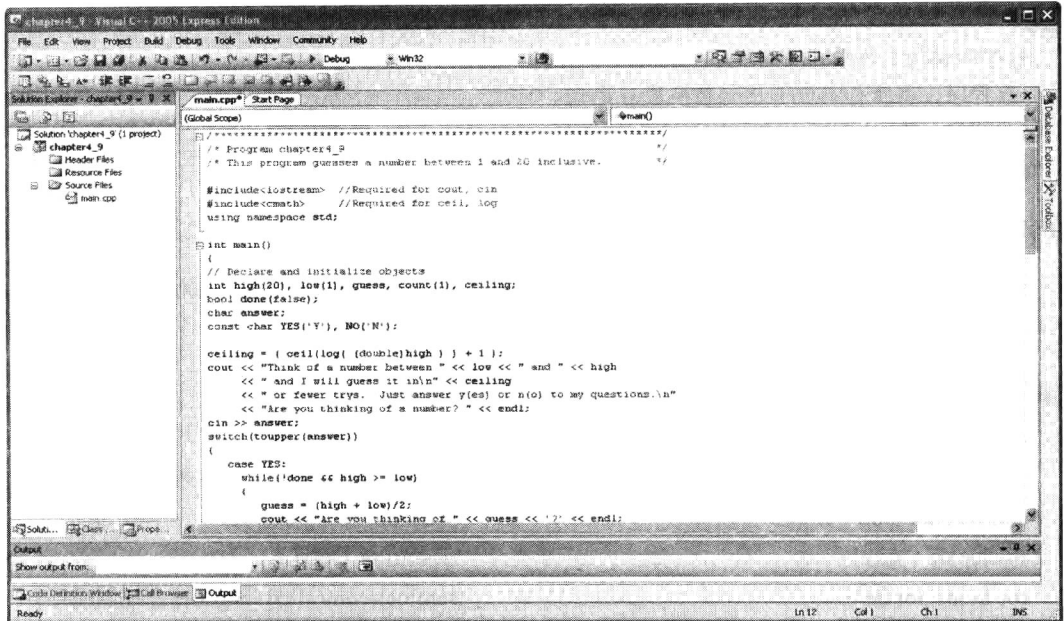 chapter4_9 - Visual C++ 2005 Express Edition
File Edit View Project Build Debug Tools Window Community Help
Debug Win32
Solution Explorer - chapter4_9
main.cpp* Start Page
(Global Scope) main()
Solution 'chapter4_9' (1 project)
chapter4_9
Header Files
Resource Files
Source Files
main.cpp
Database Explorer Toolbox
/* Program chapter4_9 */
/* This program guesses a number between 1 and 20 inclusive. */
#include<iostream> //Required for cout, cin
#include<cmath> //Required for ceil, log
using namespace std;
int main()
{
// Declare and initialize objects
int high(20), low(1), guess, count(1), ceiling;
bool done(false);
char answer;
const char YES('Y'), NO('N');
ceiling = ( ceil(log( (double)high ) ) + 1 );
cout << "Think of a number between " << low << " and " << high
<< " and I will guess it in\n" << ceiling
<< " or fewer trys. Just answer y(es) or n(o) to my questions.\n"
<< "Are you thinking of a number? " << endl;
cin >> answer;
switch(toupper(answer))
{
case YES:
while(!done && high >= low)
{
guess = (high + low)/2;
cout << "Are you thinking of " << guess << '?' << endl;
Soluti... Class ... Prope...
Output
Show output from:
Code Definition Window Call Browser Output
Ready Ln 12 Col 1 Ch 1 INS